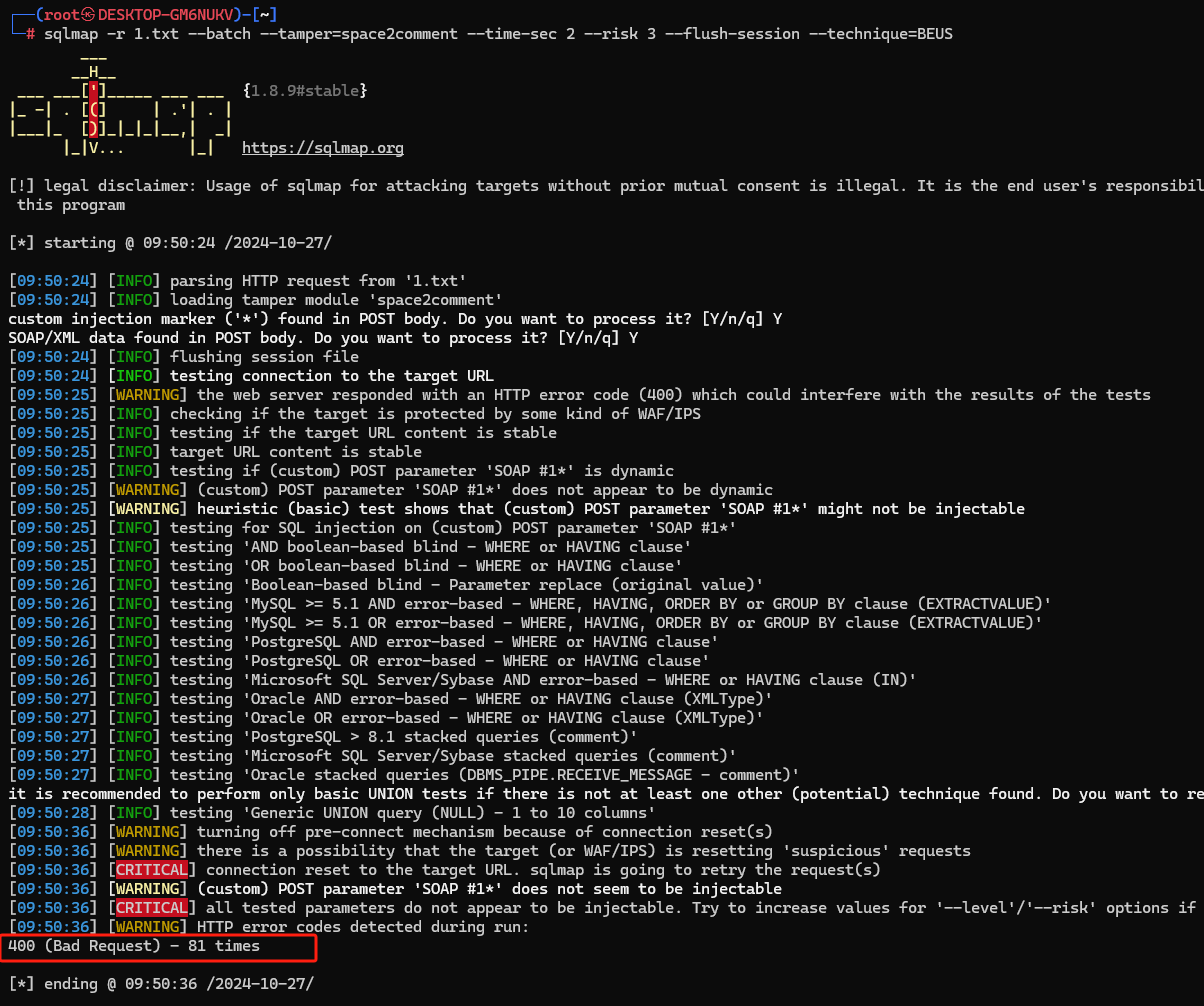 ┌──(root㉿DESKTOP-GM6NUKV)-[~]
└─# sqlmap -r 1.txt --batch --tamper=space2comment --time-sec 2 --risk 3 --flush-session --technique=BEUS
        ___
       __H__
 ___ ___[']_____ ___ ___  {1.8.9#stable}
|_ -| . [(]     | .'| . |
|___|_  [)]_|_|_|__,|  _|
      |_|V...       |_|   https://sqlmap.org
[!] legal disclaimer: Usage of sqlmap for attacking targets without prior mutual consent is illegal. It is the end user's responsibil
 this program
[*] starting @ 09:50:24 /2024-10-27/
[09:50:24] [INFO] parsing HTTP request from '1.txt'
[09:50:24] [INFO] loading tamper module 'space2comment'
custom injection marker ('*') found in POST body. Do you want to process it? [Y/n/q] Y
SOAP/XML data found in POST body. Do you want to process it? [Y/n/q] Y
[09:50:24] [INFO] flushing session file
[09:50:24] [INFO] testing connection to the target URL
[09:50:25] [WARNING] the web server responded with an HTTP error code (400) which could interfere with the results of the tests
[09:50:25] [INFO] checking if the target is protected by some kind of WAF/IPS
[09:50:25] [INFO] testing if the target URL content is stable
[09:50:25] [INFO] target URL content is stable
[09:50:25] [INFO] testing if (custom) POST parameter 'SOAP #1*' is dynamic
[09:50:25] [WARNING] (custom) POST parameter 'SOAP #1*' does not appear to be dynamic
[09:50:25] [WARNING] heuristic (basic) test shows that (custom) POST parameter 'SOAP #1*' might not be injectable
[09:50:25] [INFO] testing for SQL injection on (custom) POST parameter 'SOAP #1*'
[09:50:25] [INFO] testing 'AND boolean-based blind - WHERE or HAVING clause'
[09:50:25] [INFO] testing 'OR boolean-based blind - WHERE or HAVING clause'
[09:50:26] [INFO] testing 'Boolean-based blind - Parameter replace (original value)'
[09:50:26] [INFO] testing 'MySQL >= 5.1 AND error-based - WHERE, HAVING, ORDER BY or GROUP BY clause (EXTRACTVALUE)'
[09:50:26] [INFO] testing 'MySQL >= 5.1 OR error-based - WHERE, HAVING, ORDER BY or GROUP BY clause (EXTRACTVALUE)'
[09:50:26] [INFO] testing 'PostgreSQL AND error-based - WHERE or HAVING clause'
[09:50:26] [INFO] testing 'PostgreSQL OR error-based - WHERE or HAVING clause'
[09:50:26] [INFO] testing 'Microsoft SQL Server/Sybase AND error-based - WHERE or HAVING clause (IN)'
[09:50:27] [INFO] testing 'Oracle AND error-based - WHERE or HAVING clause (XMLType)'
[09:50:27] [INFO] testing 'Oracle OR error-based - WHERE or HAVING clause (XMLType)'
[09:50:27] [INFO] testing 'PostgreSQL > 8.1 stacked queries (comment)'
[09:50:27] [INFO] testing 'Microsoft SQL Server/Sybase stacked queries (comment)'
[09:50:27] [INFO] testing 'Oracle stacked queries (DBMS_PIPE.RECEIVE_MESSAGE - comment)'
it is recommended to perform only basic UNION tests if there is not at least one other (potential) technique found. Do you want to re
[09:50:28] [INFO] testing 'Generic UNION query (NULL) - 1 to 10 columns'
[09:50:36] [WARNING] turning off pre-connect mechanism because of connection reset(s)
[09:50:36] [WARNING] there is a possibility that the target (or WAF/IPS) is resetting 'suspicious' requests
[09:50:36] [CRITICAL] connection reset to the target URL. sqlmap is going to retry the request(s)
[09:50:36] [WARNING] (custom) POST parameter 'SOAP #1*' does not seem to be injectable
[09:50:36] [CRITICAL] all tested parameters do not appear to be injectable. Try to increase values for '--level'/'--risk' options if
[09:50:36] [WARNING] HTTP error codes detected during run:
400 (Bad Request) - 81 times
[*] ending @ 09:50:36 /2024-10-27/